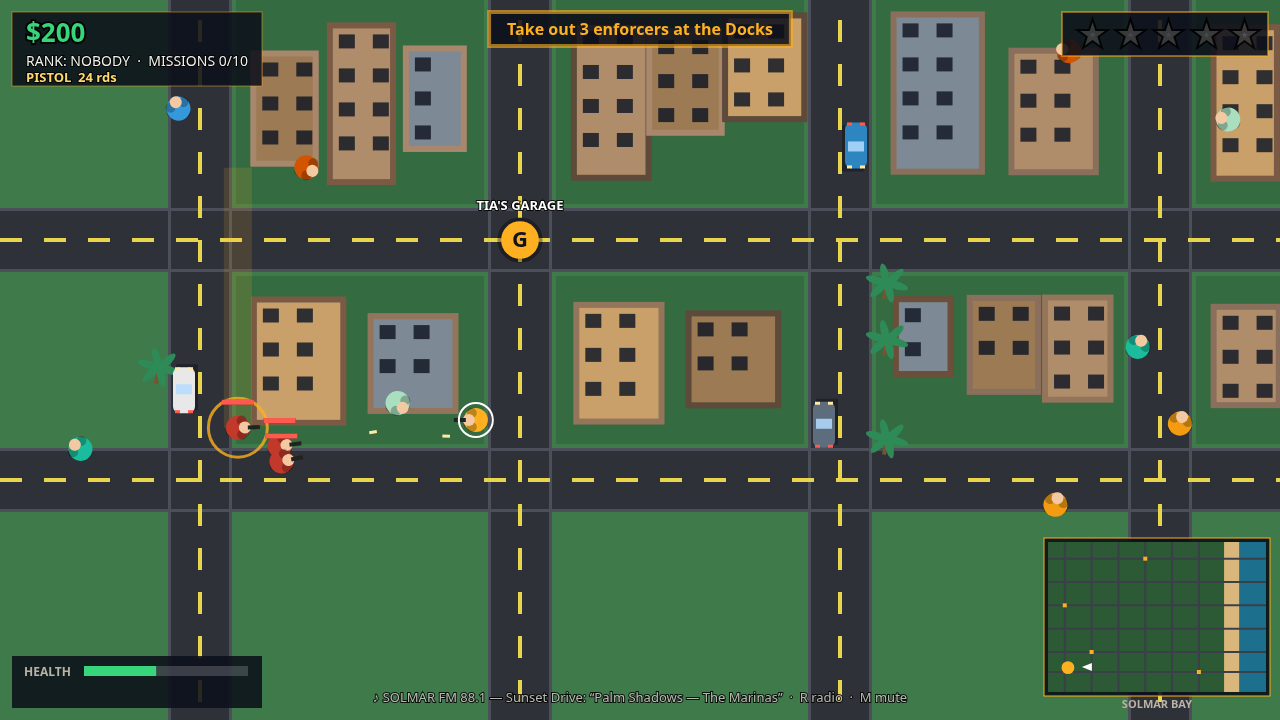 $200
RANK: NOBODY · MISSIONS 0/10
PISTOL 24 rds
Take out 3 enforcers at the Docks
TIA'S GARAGE
G
HEALTH
♪ SOLMAR FM 88.1 — Sunset Drive: “Palm Shadows — The Marinas” · R radio · M mute
SOLMAR BAY